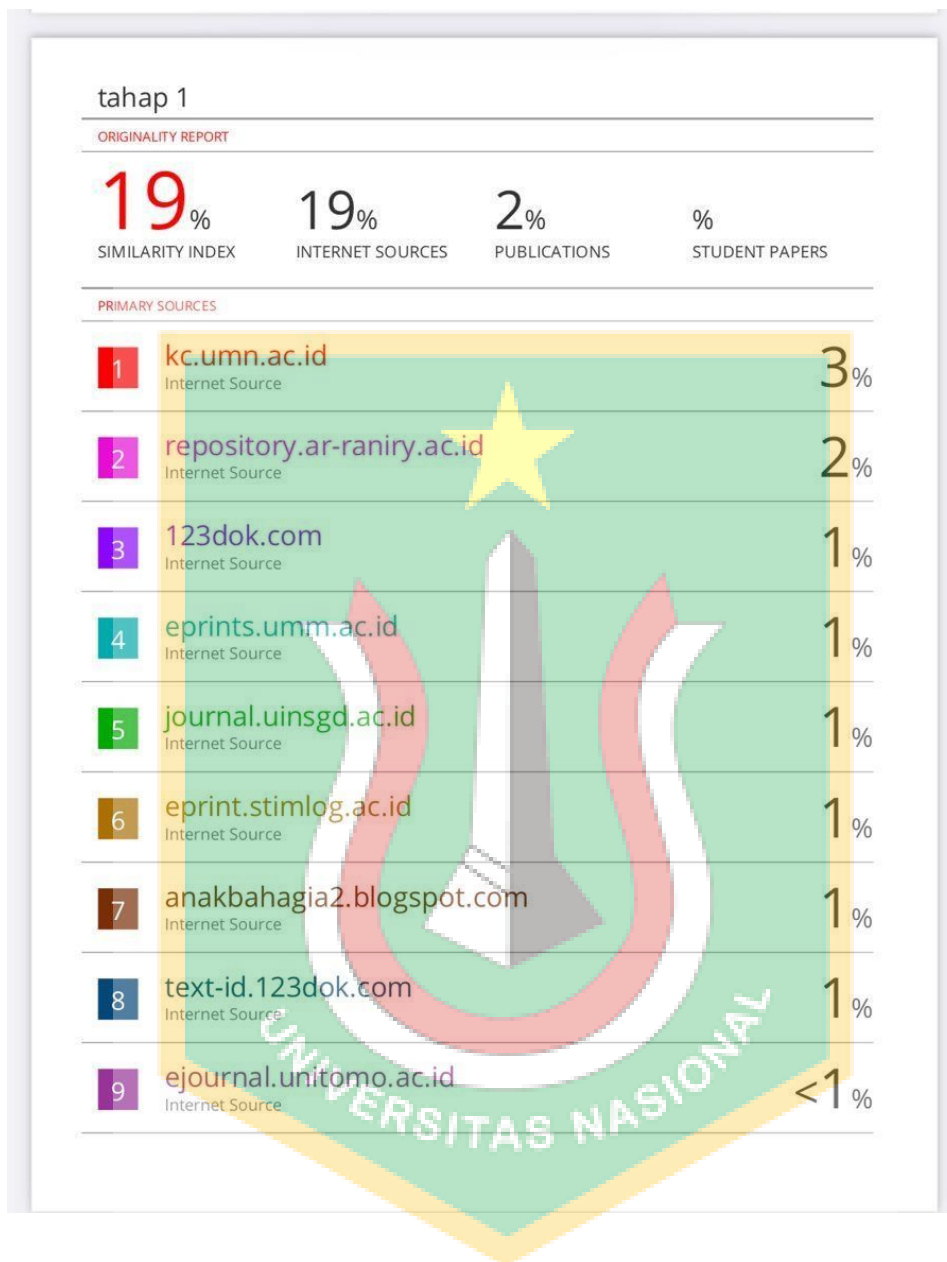 tahap 1
ORIGINALITY REPORT
19%
19%
2%
%
SIMILARITY INDEX
INTERNET SOURCES
PUBLICATIONS
STUDENT PAPERS
PRIMARY SOURCES
1
kc.umn.ac.id
Internet Source
3%
2
repository.ar-raniry.ac.id
Internet Source
2%
3
123dok.com
Internet Source
1%
4
eprints.umm.ac.id
Internet Source
1%
5
journal.uinsgd.ac.id
Internet Source
1%
6
eprint.stimlog.ac.id
Internet Source
1%
7
anakbahagia2.blogspot.com
Internet Source
1%
8
text-id.123dok.com
Internet Source
1%
9
ejournal.unitomo.ac.id
Internet Source
<1%
UNIVERSITAS NASIONAL